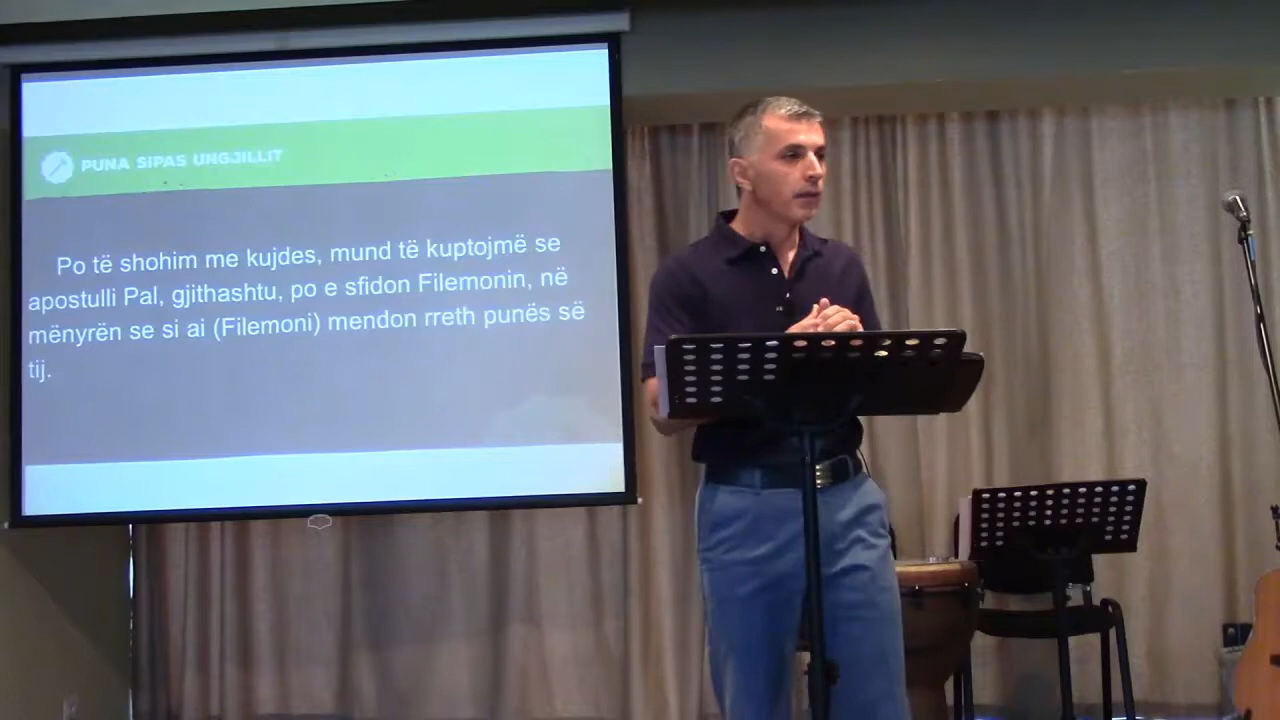 PUNA SIPAS UNGJILLIT
Po të shohim me kujdes, mund të kuptojmë se
apostulli Pal, gjithashtu, po e sfidon Filemonin, në
mënyrën se si ai (Filemoni) mendon rreth punës së
tij.